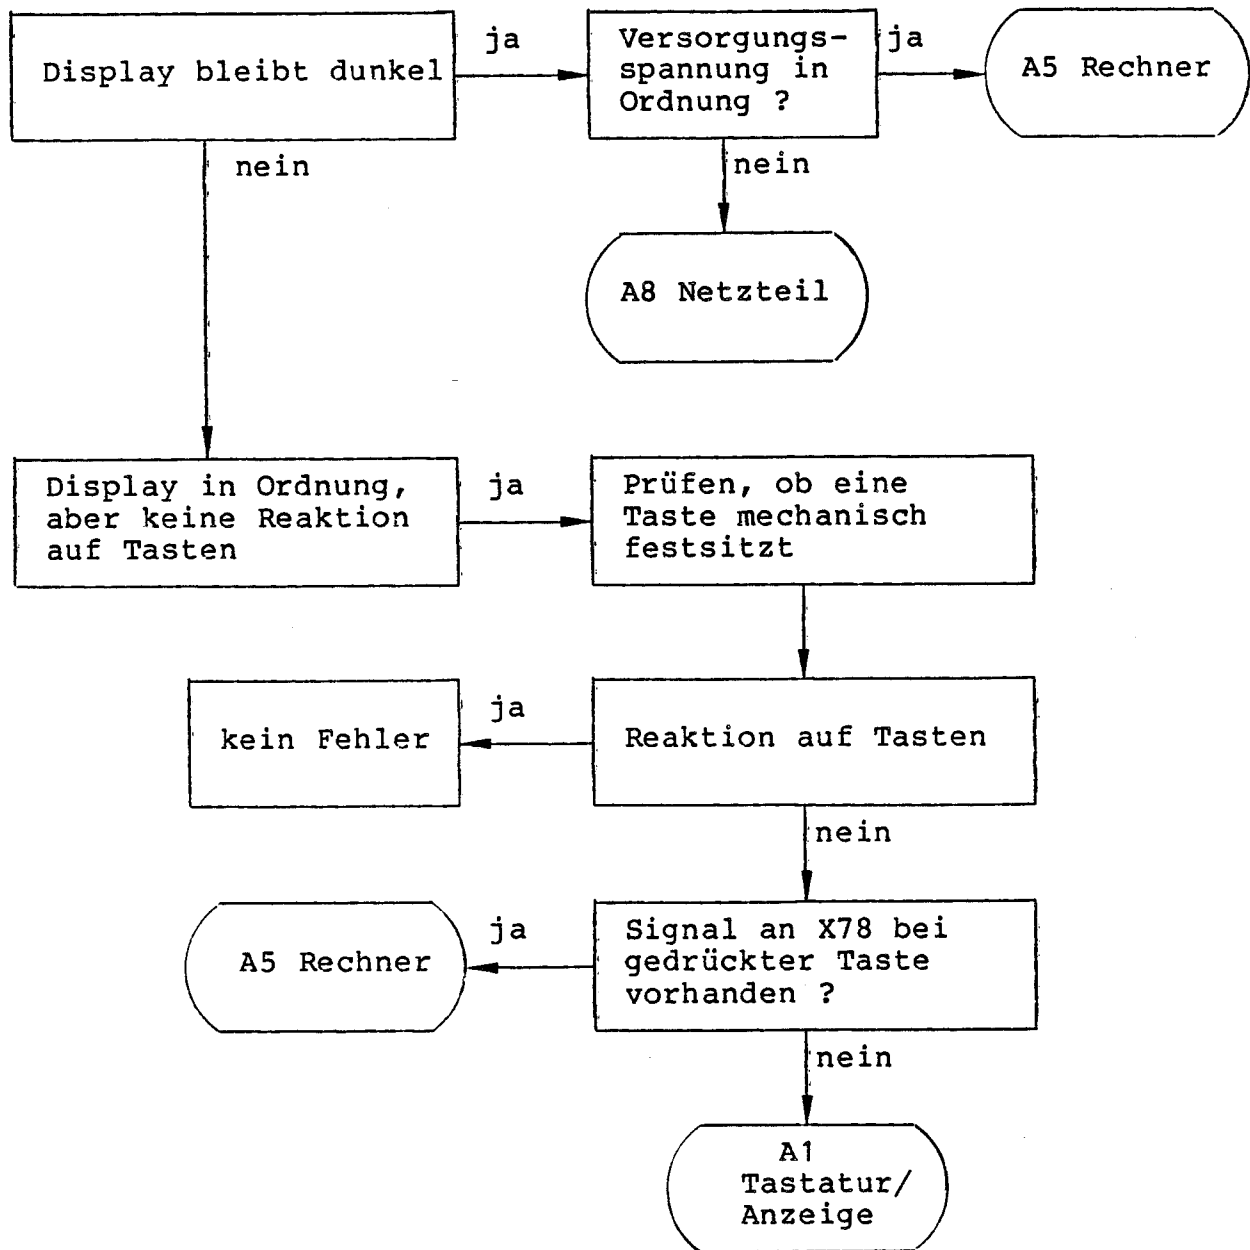 Display bleibt dunkel
ja
Versorgungs-
spannung in
Ordnung ?
ja
A5 Rechner
nein
nein
A8 Netzteil
Display in Ordnung,
aber keine Reaktion
auf Tasten
ja
Prüfen, ob eine
Taste mechanisch
festsitzt
kein Fehler
ja
Reaktion auf Tasten
nein
A5 Rechner
ja
Signal an X78 bei
gedrückter Taste
vorhanden ?
nein
A1
Tastatur/
Anzeige